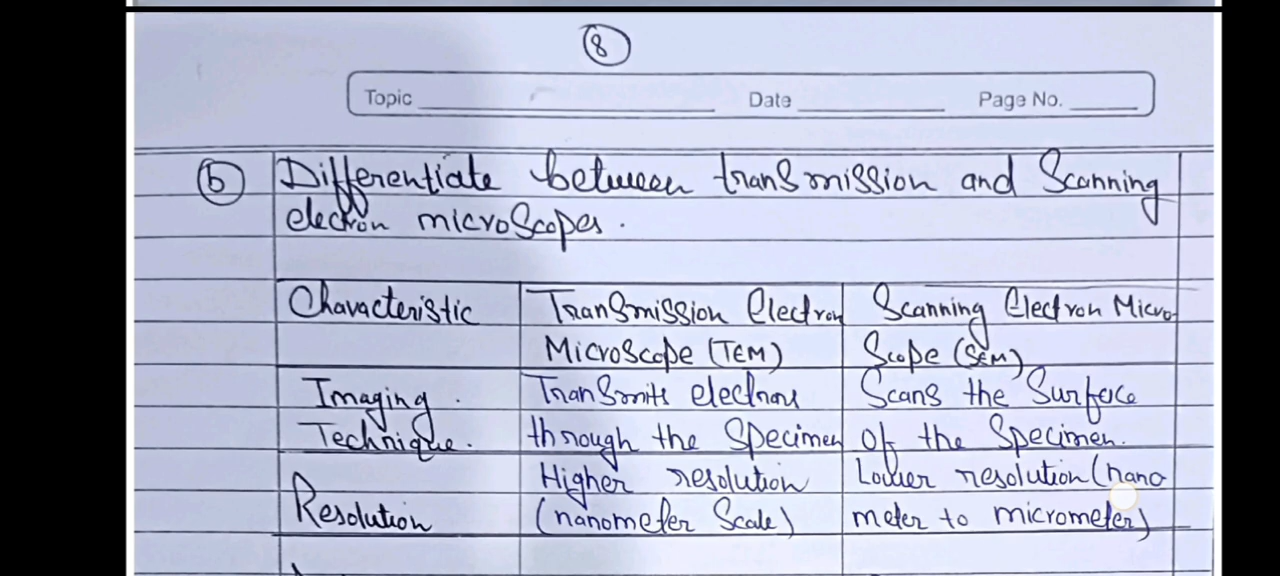 8
Topic Date Page No.
b Differentiate between transmission and Scanning
electron microscopes.
Characteristic Transmission Electron Scanning Electron Micro-
Microscope (TEM) Scope (SEM)
Imaging Transmits electrons Scans the Surface
Technique. through the Specimen of the Specimen.
Higher resolution Lower resolution (nano
Resolution (nanometer Scale) meter to micrometer)